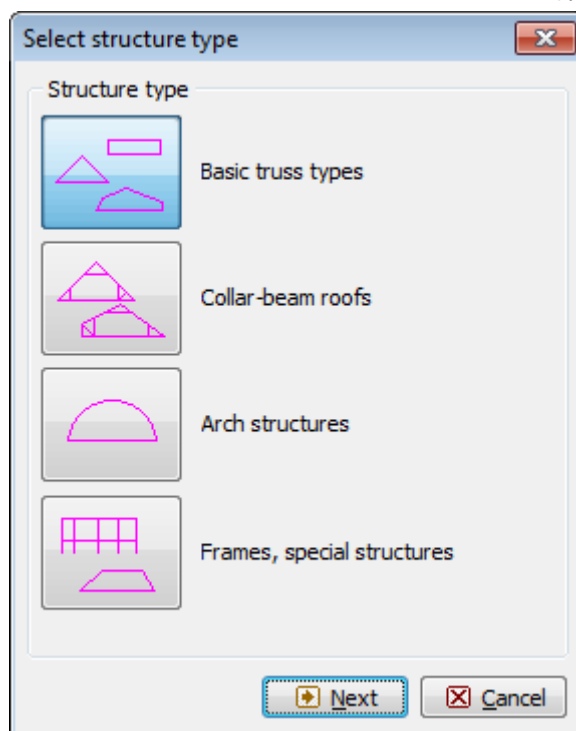 Select structure type
Structure type
Basic truss types
Collar-beam roofs
Arch structures
Frames, special structures
Next
Cancel